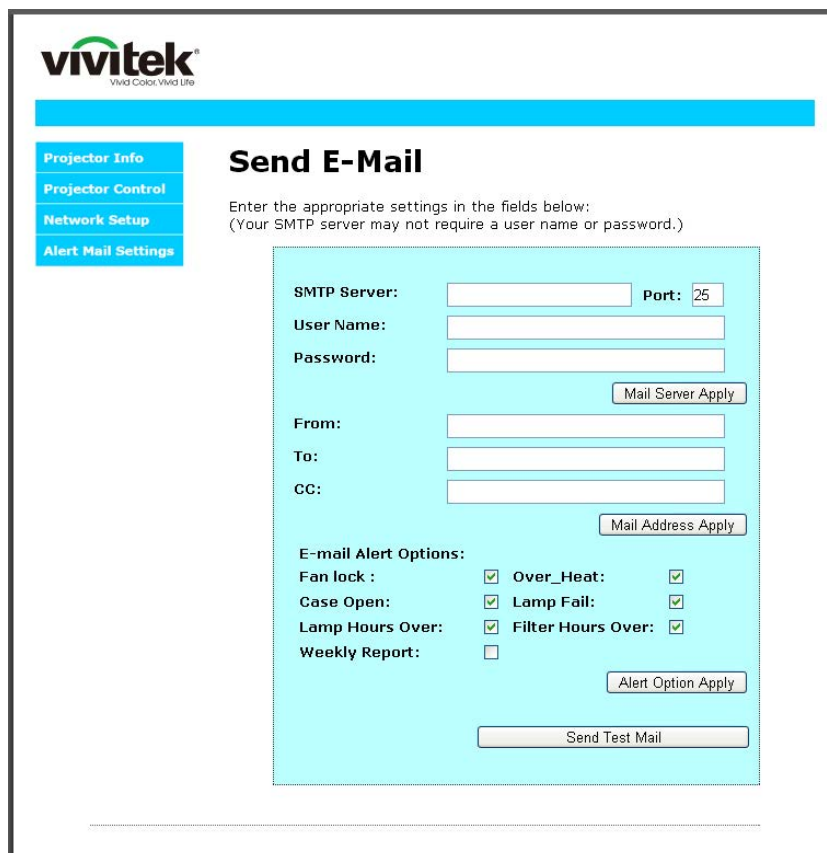 vivitek®
Vivid Color, Vivid Life
Projector Info
Projector Control
Network Setup
Alert Mail Settings
Send E-Mail
Enter the appropriate settings in the fields below:
(Your SMTP server may not require a user name or password.)
SMTP Server: Port: 25
User Name:
Password:
Mail Server Apply
From:
To:
CC:
Mail Address Apply
E-mail Alert Options:
Fan lock : Over_Heat:
Case Open: Lamp Fail:
Lamp Hours Over: Filter Hours Over:
Weekly Report:
Alert Option Apply
Send Test Mail